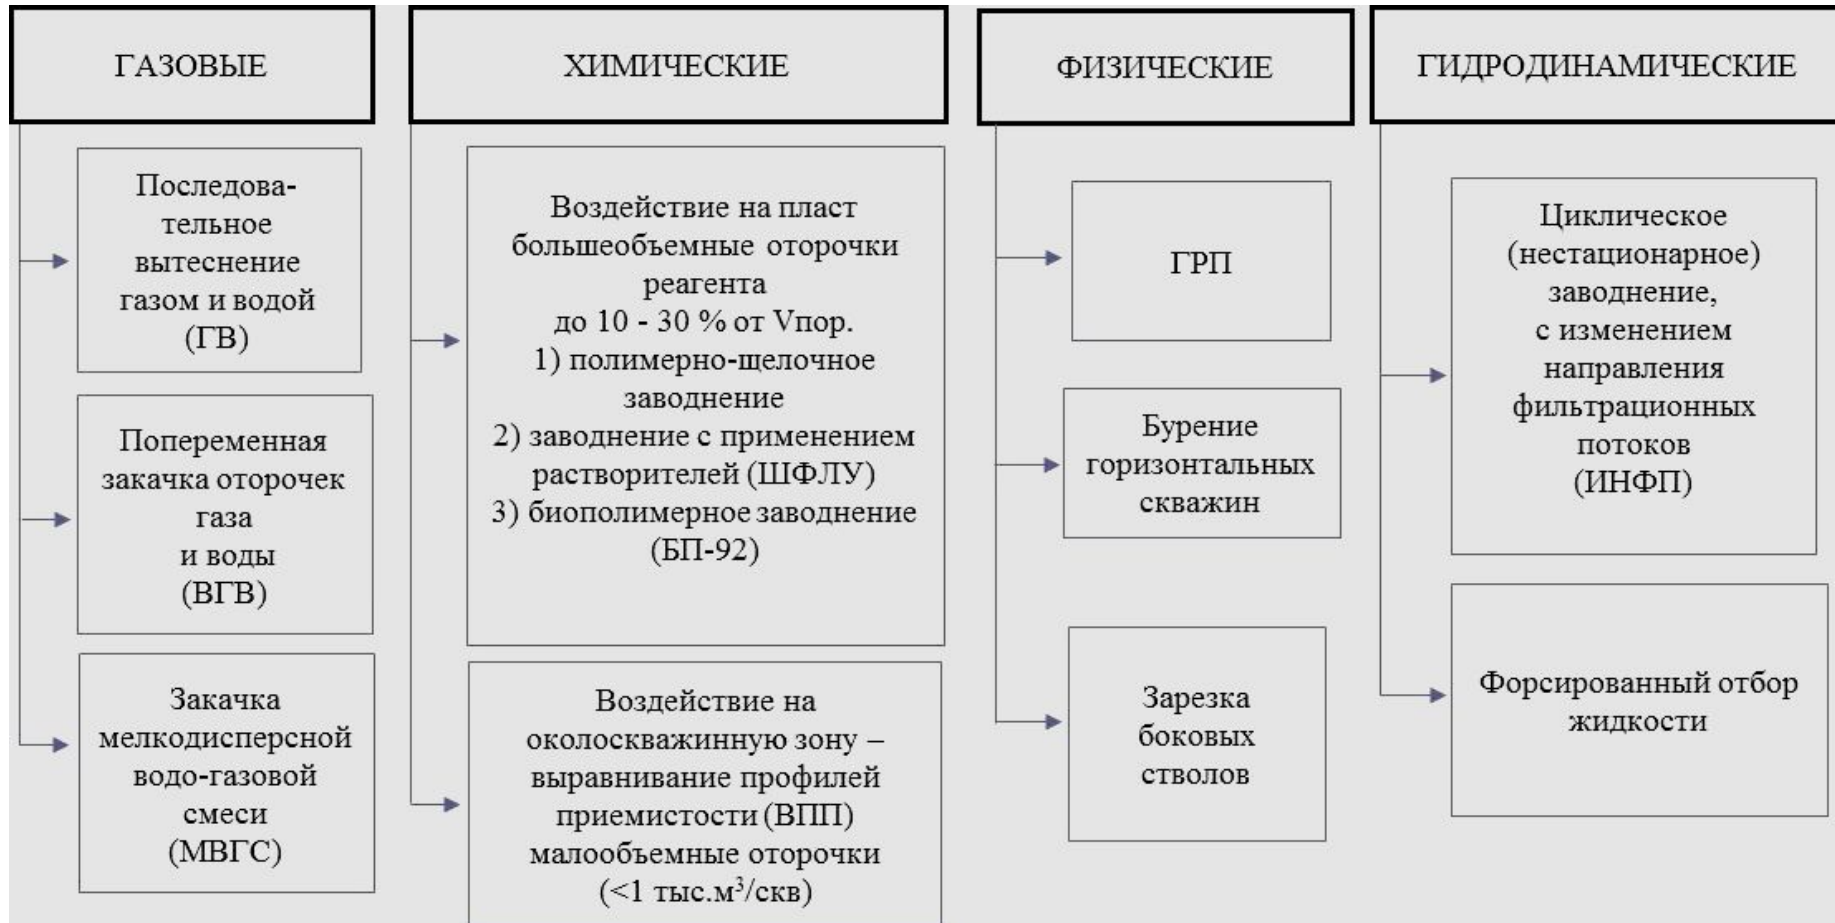 ГАЗОВЫЕ
Последова-
тельное
вытеснение
газом и водой
(ГВ)
Попеременная
закачка оторочек
газа
и воды
(ВГВ)
Закачка
мелкодисперсной
водо-газовой
смеси
(МВГС)
ХИМИЧЕСКИЕ
Воздействие на пласт
большеобъемные оторочки
реагента
до 10 - 30 % от Vпор.
1) полимерно-щелочное
заводнение
2) заводнение с применением
растворителей (ШФЛУ)
3) биополимерное заводнение
(БП-92)
Воздействие на
околоскважинную зону –
выравнивание профилей
приемистости (ВПП)
малообъемные оторочки
(<1 тыс.м³/скв)
ФИЗИЧЕСКИЕ
ГРП
Бурение
горизонтальных
скважин
Зарезка
боковых
стволов
ГИДРОДИНАМИЧЕСКИЕ
Циклическое
(нестационарное)
заводнение,
с изменением
направления
фильтрационных
потоков
(ИНФП)
Форсированный отбор
жидкости